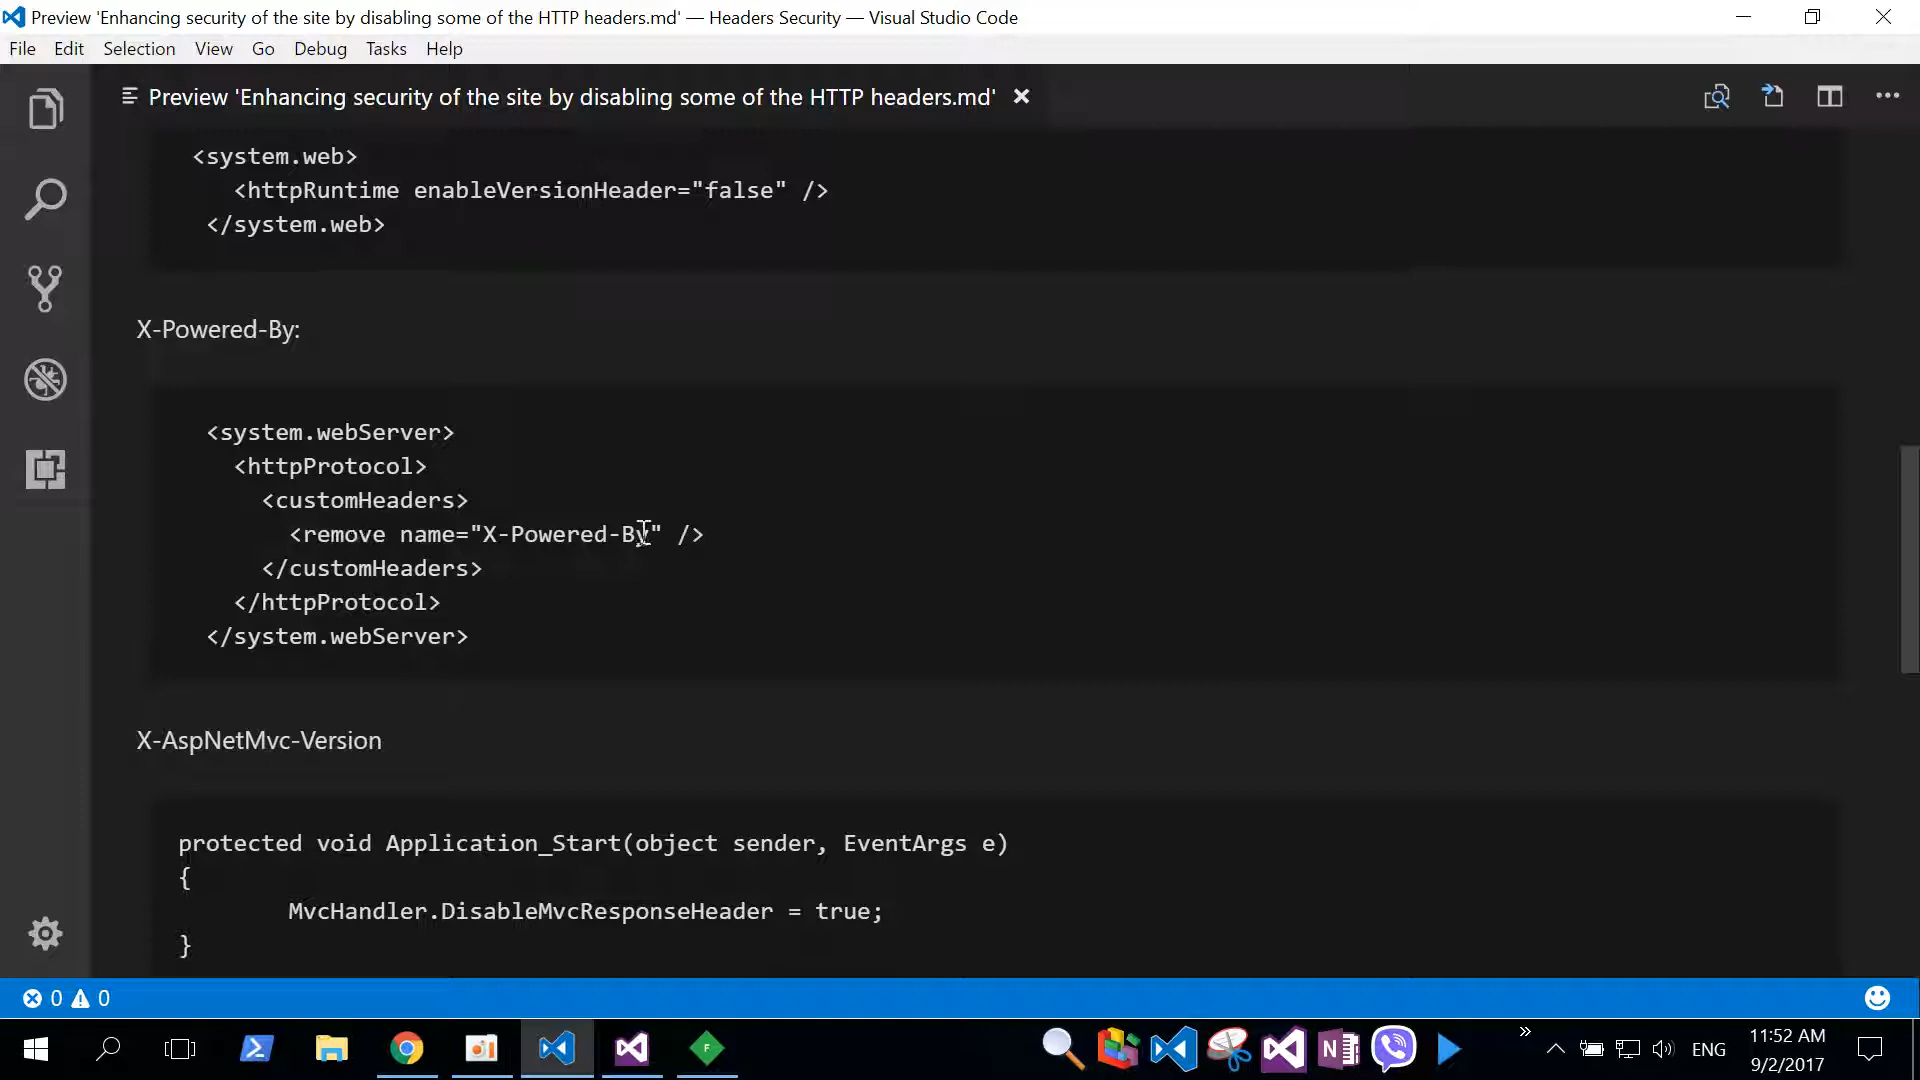 Preview 'Enhancing security of the site by disabling some of the HTTP headers.md' — Headers Security — Visual Studio Code
File Edit Selection View Go Debug Tasks Help
Preview 'Enhancing security of the site by disabling some of the HTTP headers.md'
<system.web>
<httpRuntime enableVersionHeader="false" />
</system.web>
X-Powered-By:
<system.webServer>
<httpProtocol>
<customHeaders>
<remove name="X-Powered-By" />
</customHeaders>
</httpProtocol>
</system.webServer>
X-AspNetMvc-Version
protected void Application_Start(object sender, EventArgs e)
{
MvcHandler.DisableMvcResponseHeader = true;
}
0 0
F
N
ENG
11:52 AM
9/2/2017